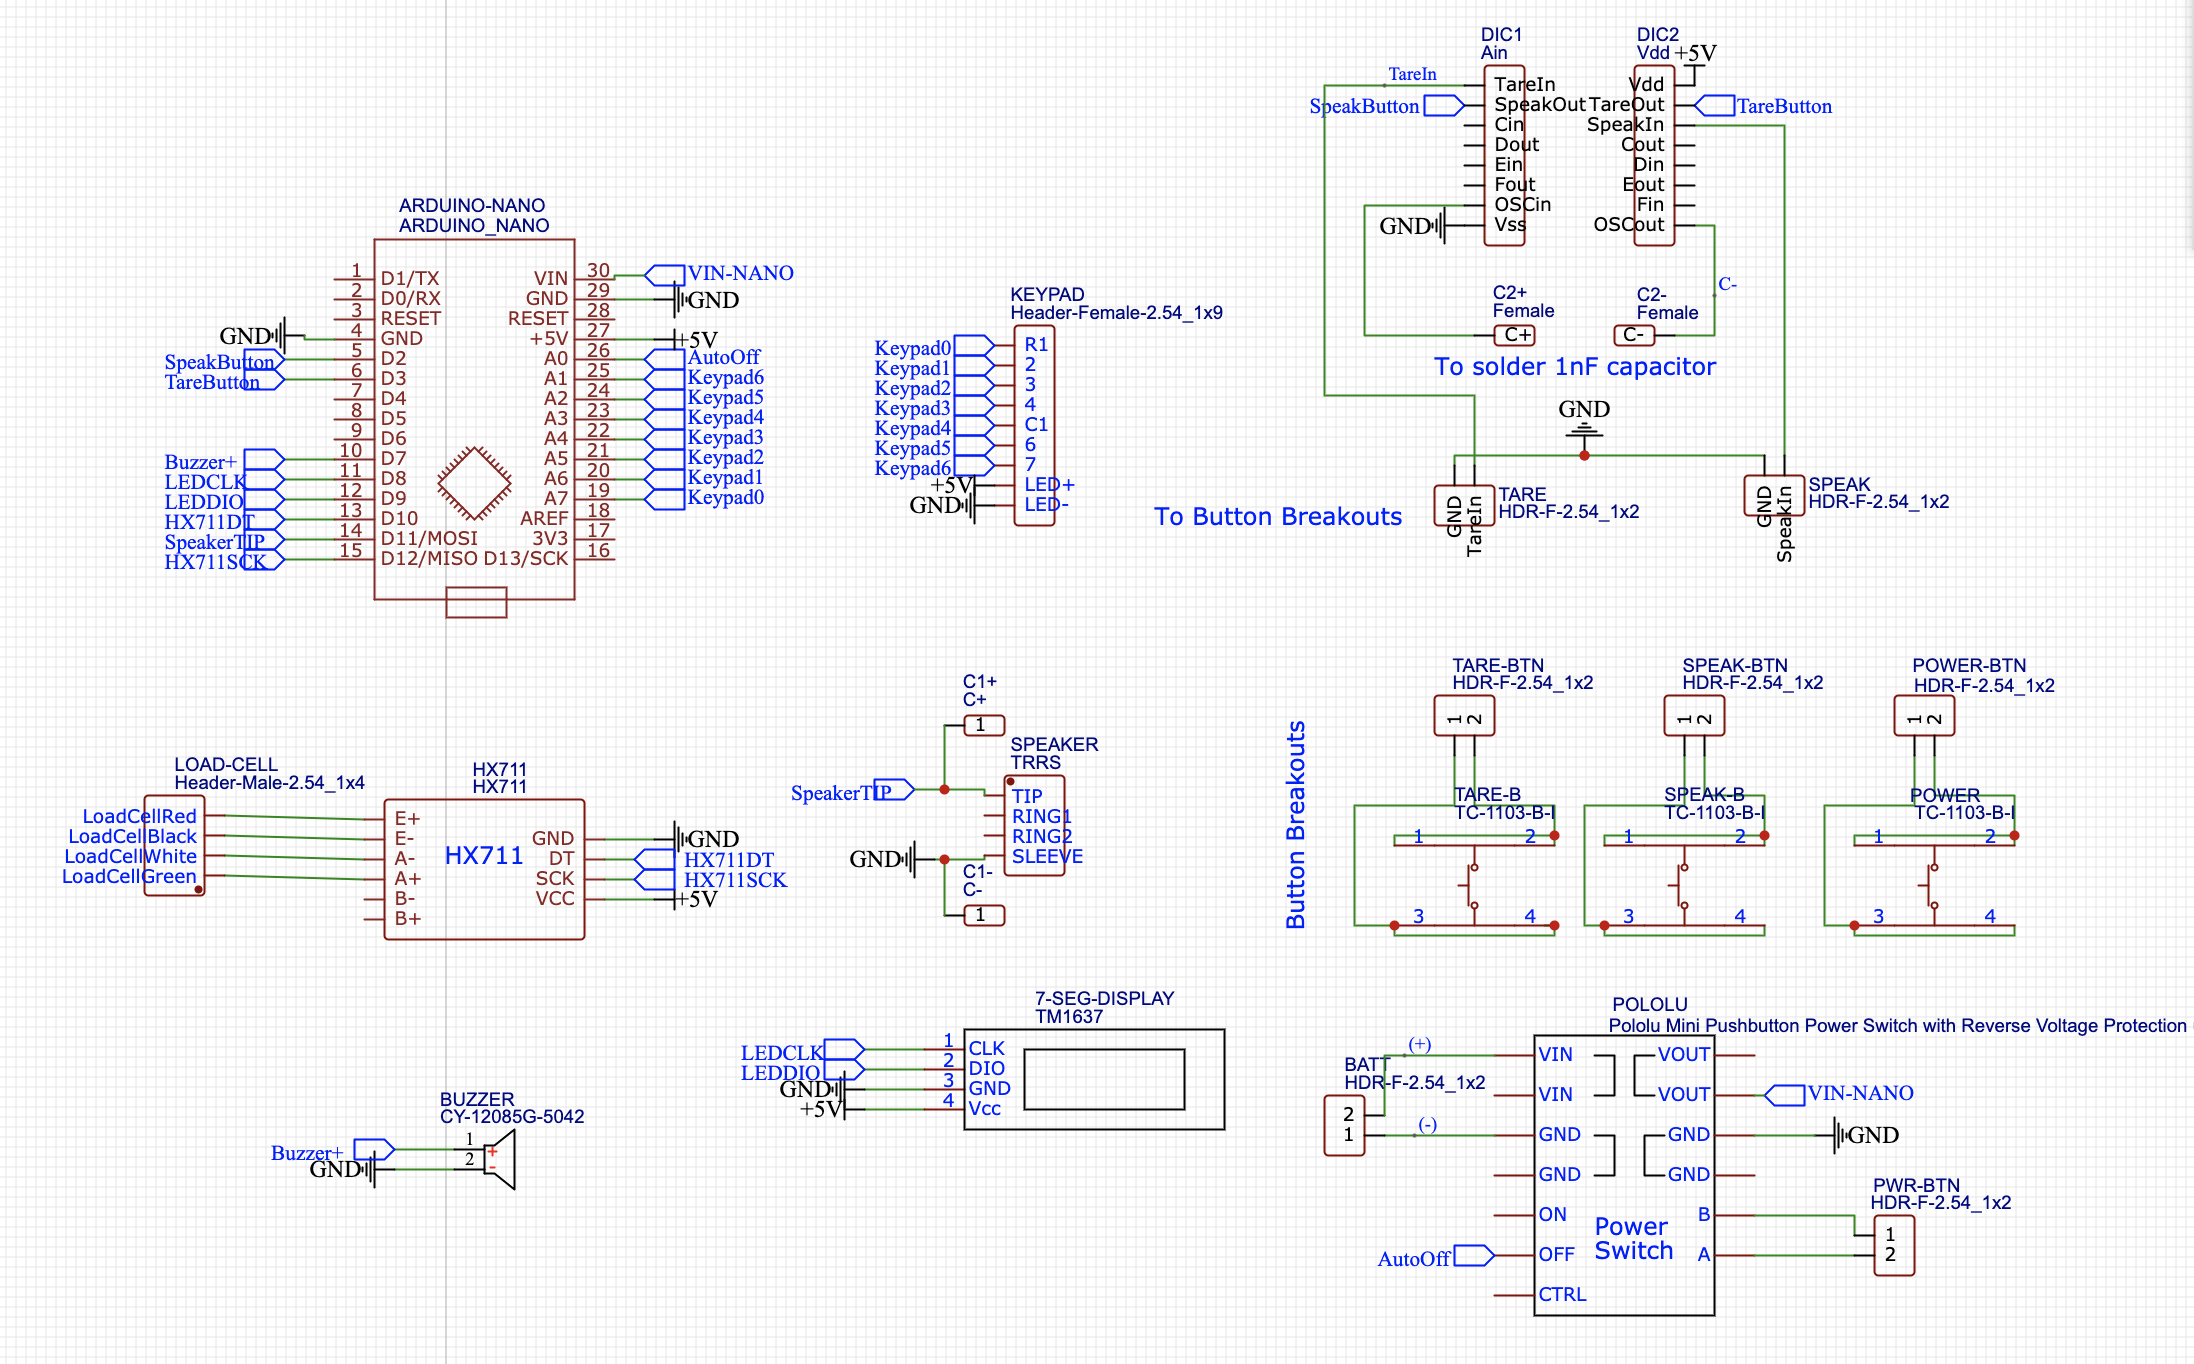 ARDUINO-NANO
ARDUINO_NANO
1 D1/TX VIN 30 VIN-NANO
2 D0/RX GND 29 GND
3 RESET RESET 28
GND 4 GND +5V 27 +5V
SpeakButton 5 D2 A0 26 AutoOff
TareButton 6 D3 A1 25 Keypad6
7 D4 A2 24 Keypad5
8 D5 A3 23 Keypad4
9 D6 A4 22 Keypad3
Buzzer+ 10 D7 A5 21 Keypad2
LEDCLK 11 D8 A6 20 Keypad1
LEDDIO 12 D9 A7 19 Keypad0
HX711DT 13 D10 AREF 18
SpeakerTIP 14 D11/MOSI 3V3 17
HX711SCK 15 D12/MISO D13/SCK 16
KEYPAD
Header-Female-2.54_1x9
Keypad0 R1
Keypad1 2
Keypad2 3
Keypad3 4
Keypad4 C1
Keypad5 6
Keypad6 7
+5V LED+
GND LED-
DIC1
Ain
DIC2
Vdd +5V
TareIn TareIn Vdd
SpeakButton SpeakOut TareOut TareButton
Cin SpeakIn
Dout Cout
Ein Din
Fout Eout
OSCin Fin
GND Vss OSCout
C-
C2+
Female
C+
C2-
Female
C-
To solder 1nF capacitor
GND
To Button Breakouts
GND
TareIn
TARE
HDR-F-2.54_1x2
GND
SpeakIn
SPEAK
HDR-F-2.54_1x2
LOAD-CELL
Header-Male-2.54_1x4
LoadCellRed
LoadCellBlack
LoadCellWhite
LoadCellGreen
HX711
HX711
HX711
E+
E-
A-
A+
B-
B+
GND GND
DT HX711DT
SCK HX711SCK
VCC +5V
C1+
C+
1
SPEAKER
TRRS
SpeakerTIP TIP
RING1
RING2
GND SLEEVE
C1-
C-
1
Button Breakouts
TARE-BTN
HDR-F-2.54_1x2
1 2
TARE-B
TC-1103-B-I
1 2
3 4
SPEAK-BTN
HDR-F-2.54_1x2
1 2
SPEAK-B
TC-1103-B-I
1 2
3 4
POWER-BTN
HDR-F-2.54_1x2
1 2
POWER
TC-1103-B-I
1 2
3 4
BUZZER
CY-12085G-5042
Buzzer+ 1 +
GND 2 -
7-SEG-DISPLAY
TM1637
LEDCLK 1 CLK
LEDDIO 2 DIO
GND 3 GND
+5V 4 Vcc
BATT
HDR-F-2.54_1x2
2 (+)
1 (-)
POLOLU
Pololu Mini Pushbutton Power Switch with Reverse Voltage Protection
VIN VOUT
VIN VOUT VIN-NANO
GND GND GND
GND GND
ON B
AutoOff OFF A
CTRL
Power
Switch
PWR-BTN
HDR-F-2.54_1x2
1
2